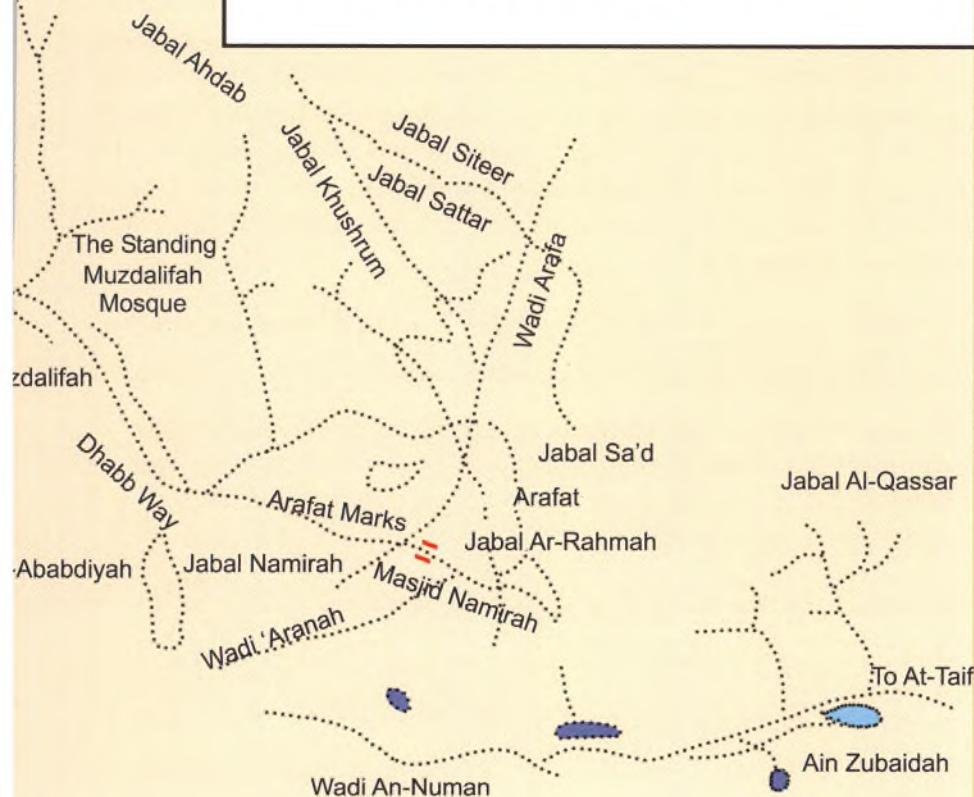 Jabal Ahdab
Jabal Siteer
Jabal Khushrum
Jabal Sattar
The Standing
Muzdalifah
Mosque
Wadi Arafa
zdalifah
Dhabb Way
Jabal Sa'd
Jabal Al-Qassar
Arafat Marks
Arafat
Jabal Ar-Rahmah
-Ababdiyah
Jabal Namirah
Masjid Namirah
Wadi 'Aranah
To At-Taif
Ain Zubaidah
Wadi An-Numan